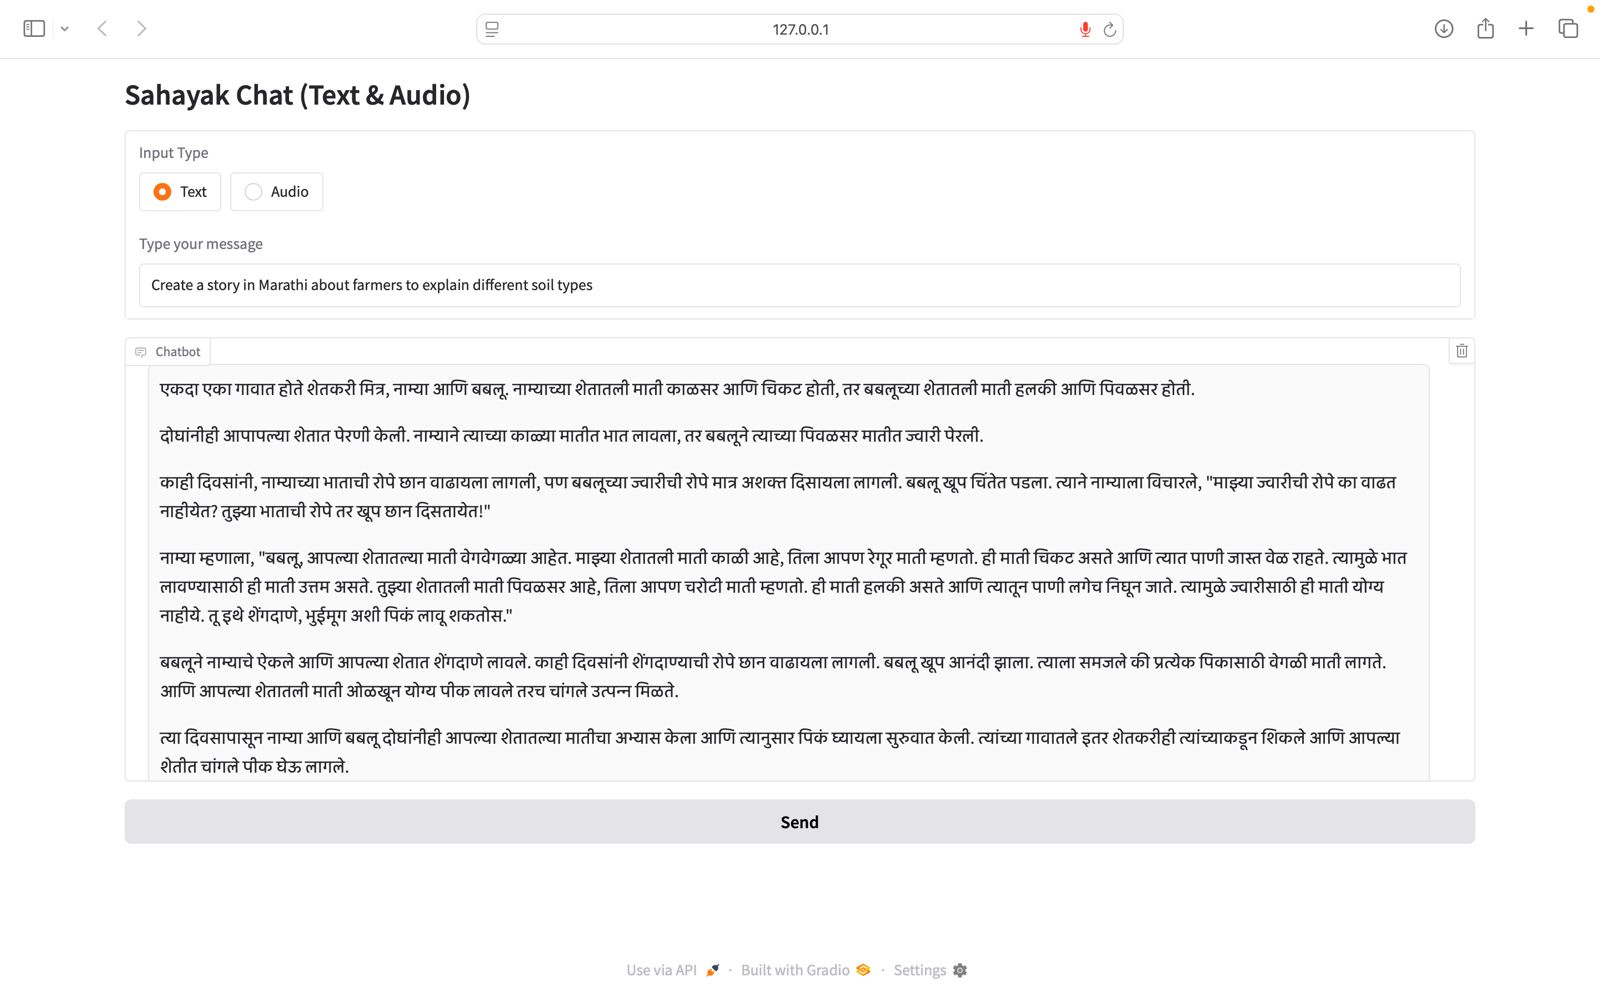 127.0.0.1
Sahayak Chat (Text & Audio)
Input Type
Text
Audio
Type your message
Create a story in Marathi about farmers to explain different soil types
Chatbot
एकदा एका गावात होते शेतकरी मित्र, नाम्या आणि बबलू. नाम्याच्या शेतातली माती काळसर आणि चिकट होती, तर बबलूच्या शेतातली माती हलकी आणि पिवळसर होती.
दोघांनीही आपापल्या शेतात पेरणी केली. नाम्याने त्याच्या काळ्या मातीत भात लावला, तर बबलूने त्याच्या पिवळसर मातीत ज्वारी पेरली.
काही दिवसांनी, नाम्याच्या भाताची रोपे छान वाढायला लागली, पण बबलूच्या ज्वारीची रोपे मात्र अशक्त दिसायला लागली. बबलू खूप चिंतेत पडला. त्याने नाम्याला विचारले, "माझ्या ज्वारीची रोपे का वाढत
नाहीयेत? तुझ्या भाताची रोपे तर खूप छान दिसतायेत!"
नाम्या म्हणाला, "बबलू, आपल्या शेतातल्या माती वेगवेगळ्या आहेत. माझ्या शेतातली माती काळी आहे, तिला आपण रेगूर माती म्हणतो. ही माती चिकट असते आणि त्यात पाणी जास्त वेळ राहते. त्यामुळे भात
लावण्यासाठी ही माती उत्तम असते. तुझ्या शेतातली माती पिवळसर आहे, तिला आपण चरोटी माती म्हणतो. ही माती हलकी असते आणि त्यातून पाणी लगेच निघून जाते. त्यामुळे ज्वारीसाठी ही माती योग्य
नाहीये. तू इथे शेंगदाणे, भुईमूग अशी पिकं लावू शकतोस."
बबलूने नाम्याचे ऐकले आणि आपल्या शेतात शेंगदाणे लावले. काही दिवसांनी शेंगदाण्याची रोपे छान वाढायला लागली. बबलू खूप आनंदी झाला. त्याला समजले की प्रत्येक पिकासाठी वेगळी माती लागते.
आणि आपल्या शेतातली माती ओळखून योग्य पीक लावले तरच चांगले उत्पन्न मिळते.
त्या दिवसापासून नाम्या आणि बबलू दोघांनीही आपल्या शेतातल्या मातीचा अभ्यास केला आणि त्यानुसार पिकं घ्यायला सुरुवात केली. त्यांच्या गावातले इतर शेतकरीही त्यांच्याकडून शिकले आणि आपल्या
शेतीत चांगले पीक घेऊ लागले.
Send
Use via API · Built with Gradio · Settings